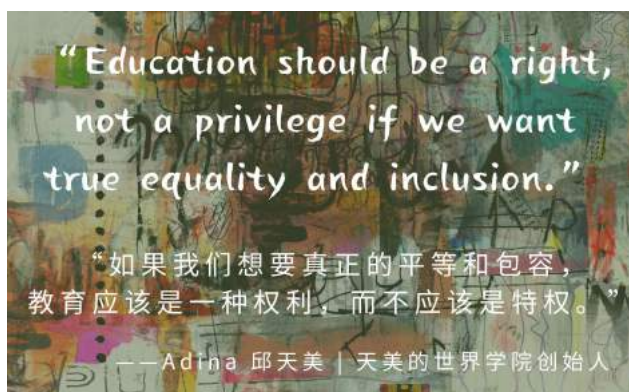 “Education should be a right,
not a privilege if we want
true equality and inclusion.”
“如果我们想要真正的平等和包容，
教育应该是一种权利，而不应该是特权。”
——Adina 邱天美 | 天美的世界学院创始人